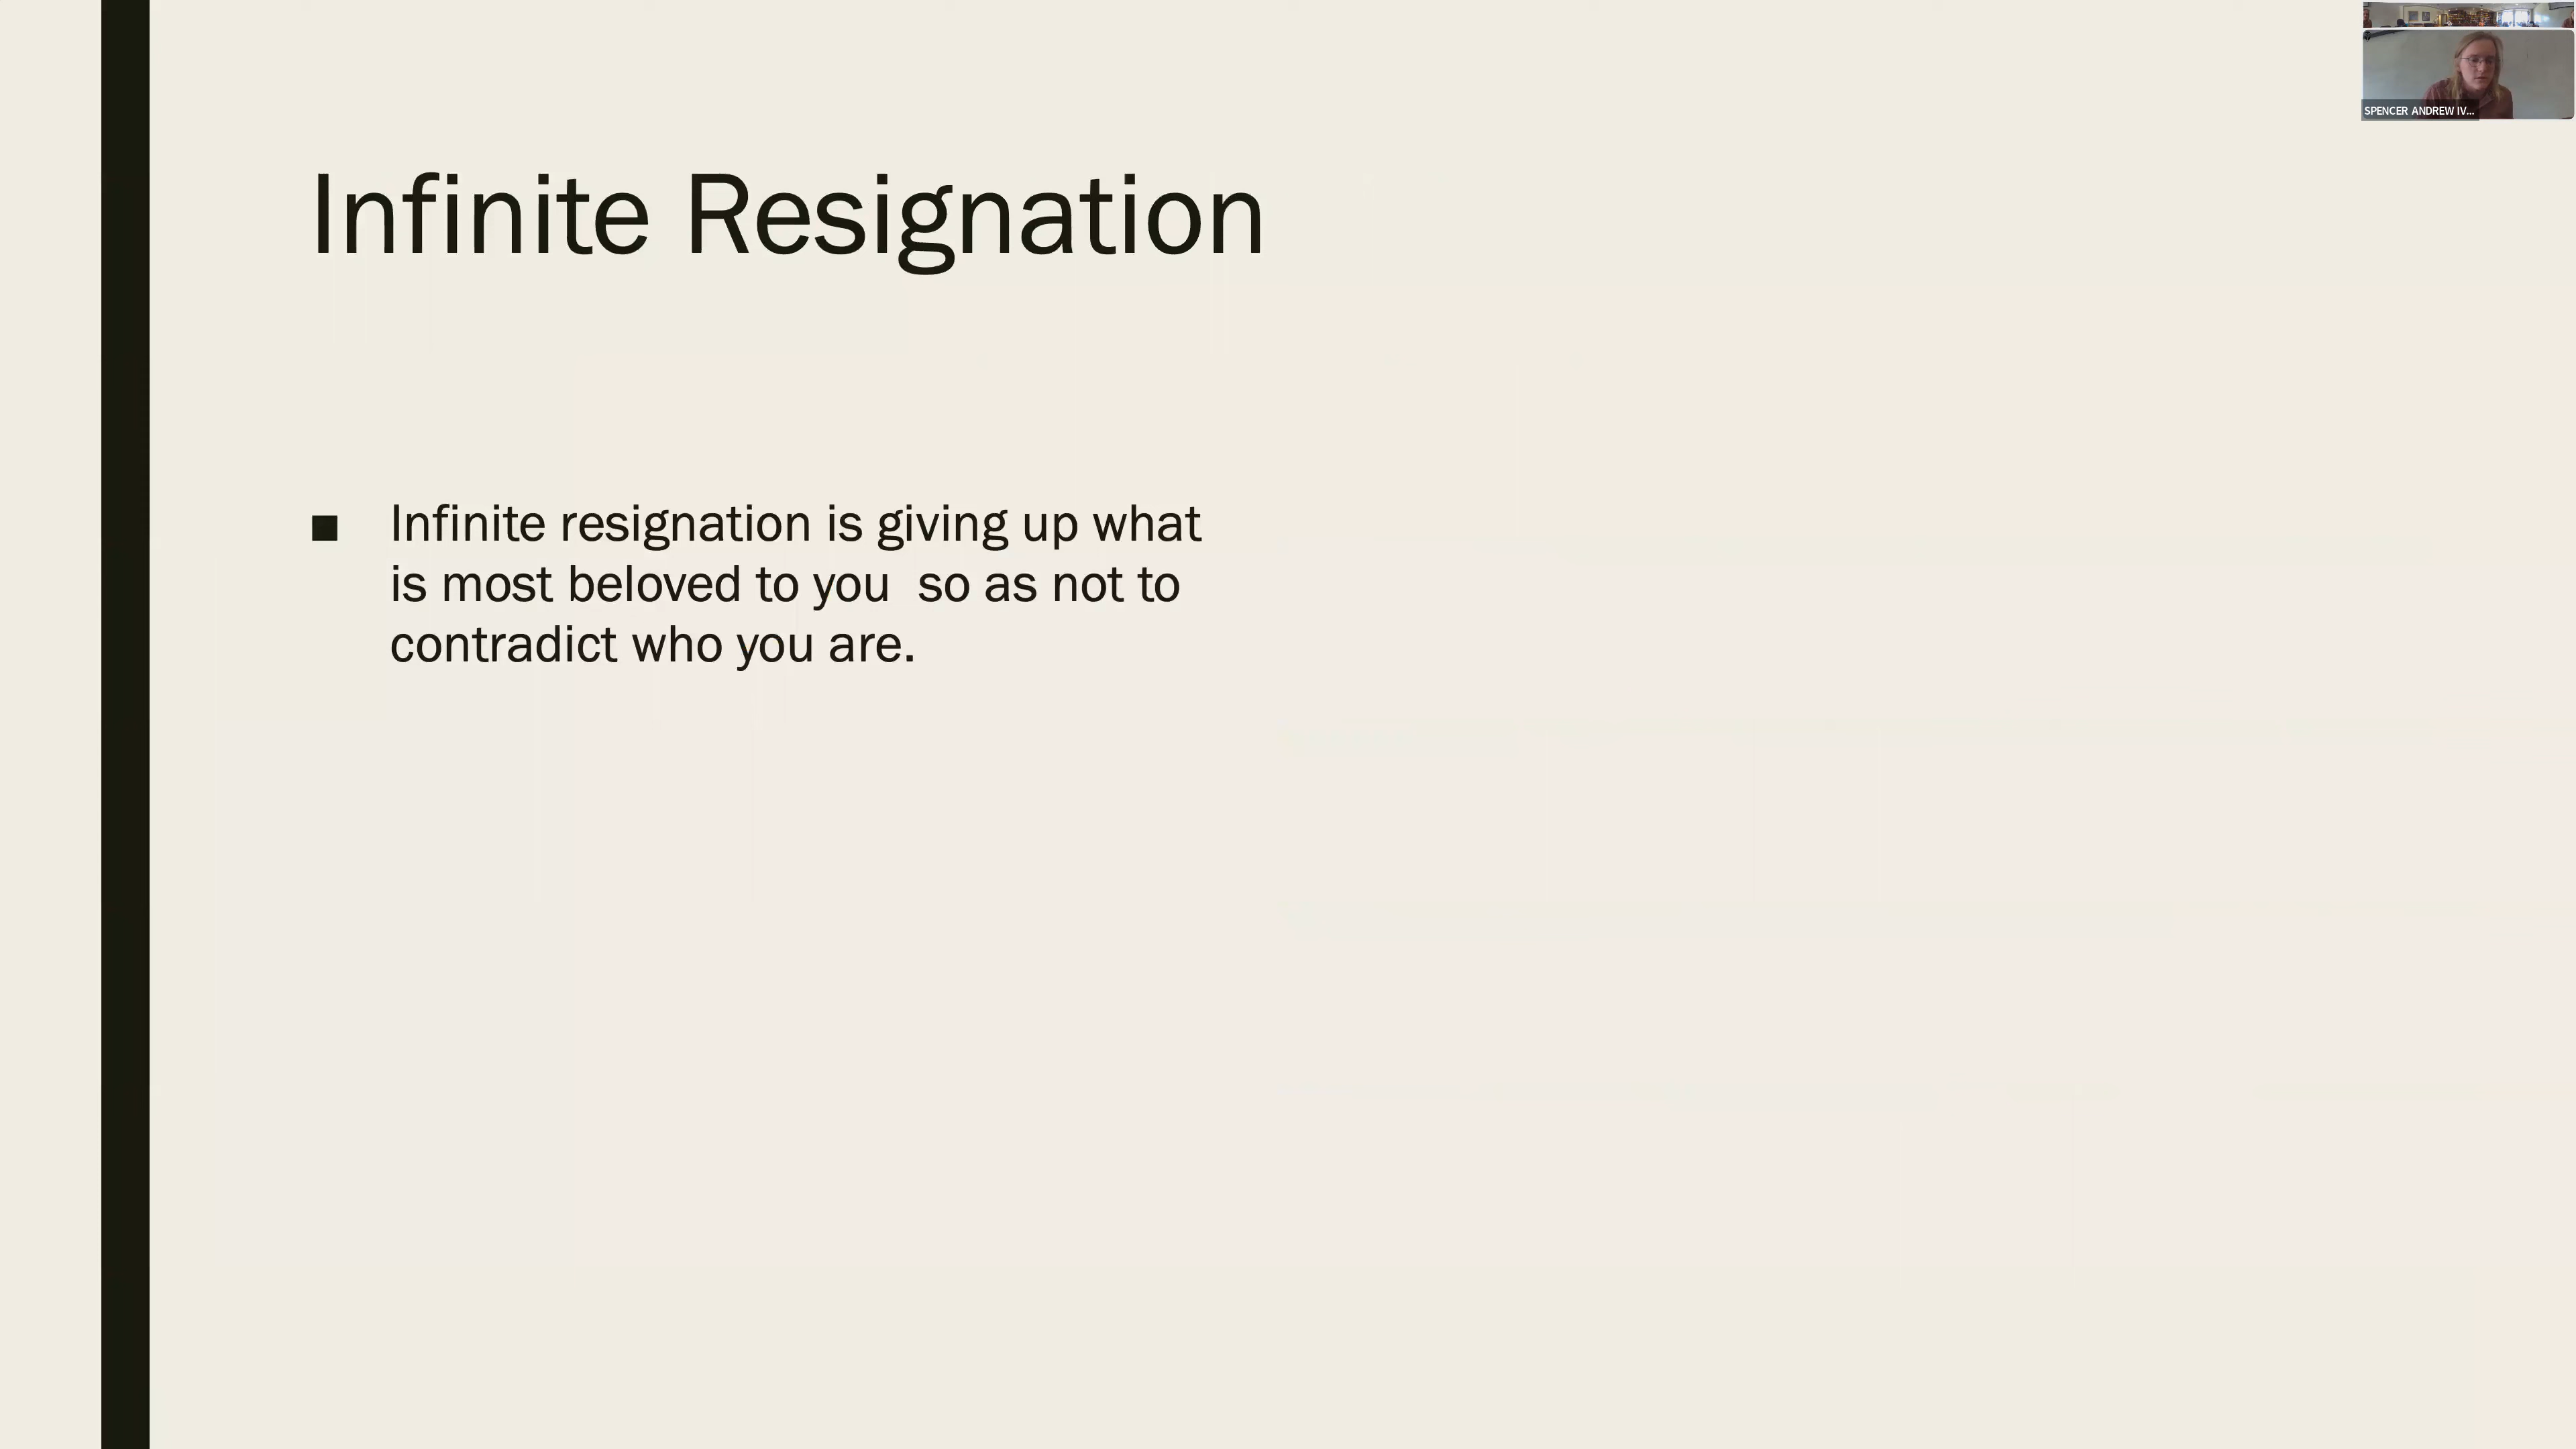 SPENCER ANDREW IV...
Infinite Resignation
■ Infinite resignation is giving up what
is most beloved to you  so as not to
contradict who you are.